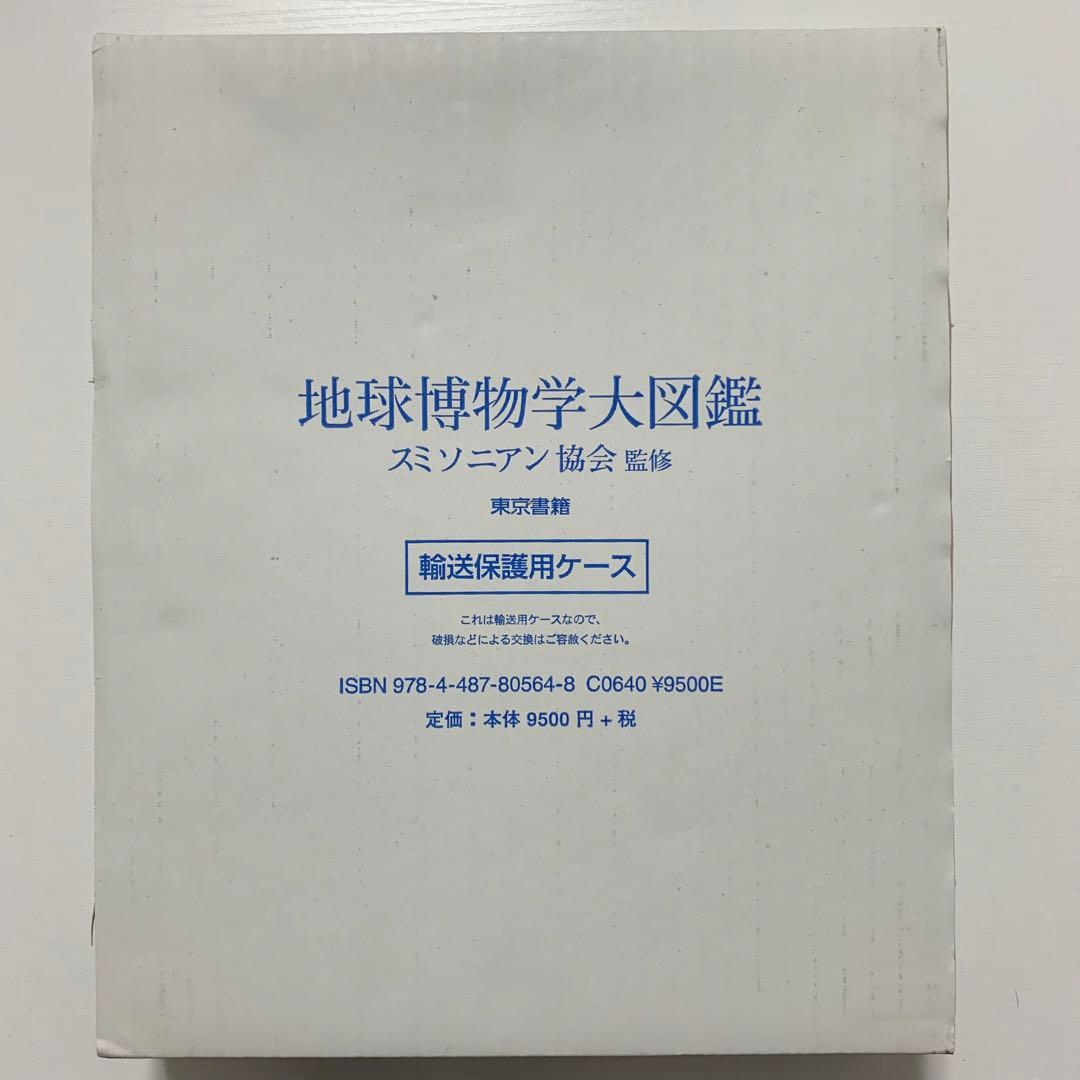 地球博物学大図鑑
スミソニアン協会 監修
東京書籍
輸送保護用ケース
これは輸送用ケースなので、
破損などによる交換はご容赦ください。
ISBN 978-4-487-80564-8 C0640 ¥9500E
定価：本体 9500 円 + 税